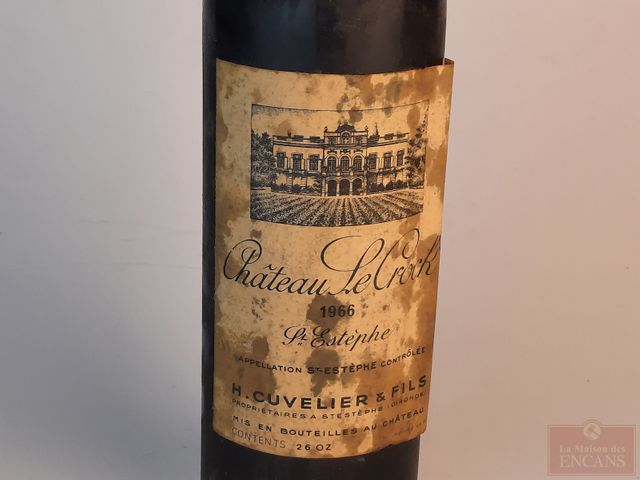 Château Le Crock
1966
St-Estèphe
APPELLATION ST-ESTÈPHE CONTRÔLÉE
H. CUVELIER & FILS
PROPRIÉTAIRES A ST ESTÈPHE (GIRONDE)
MIS EN BOUTEILLES AU CHÂTEAU
CONTENTS 26 OZ
La Maison des
ENCANS